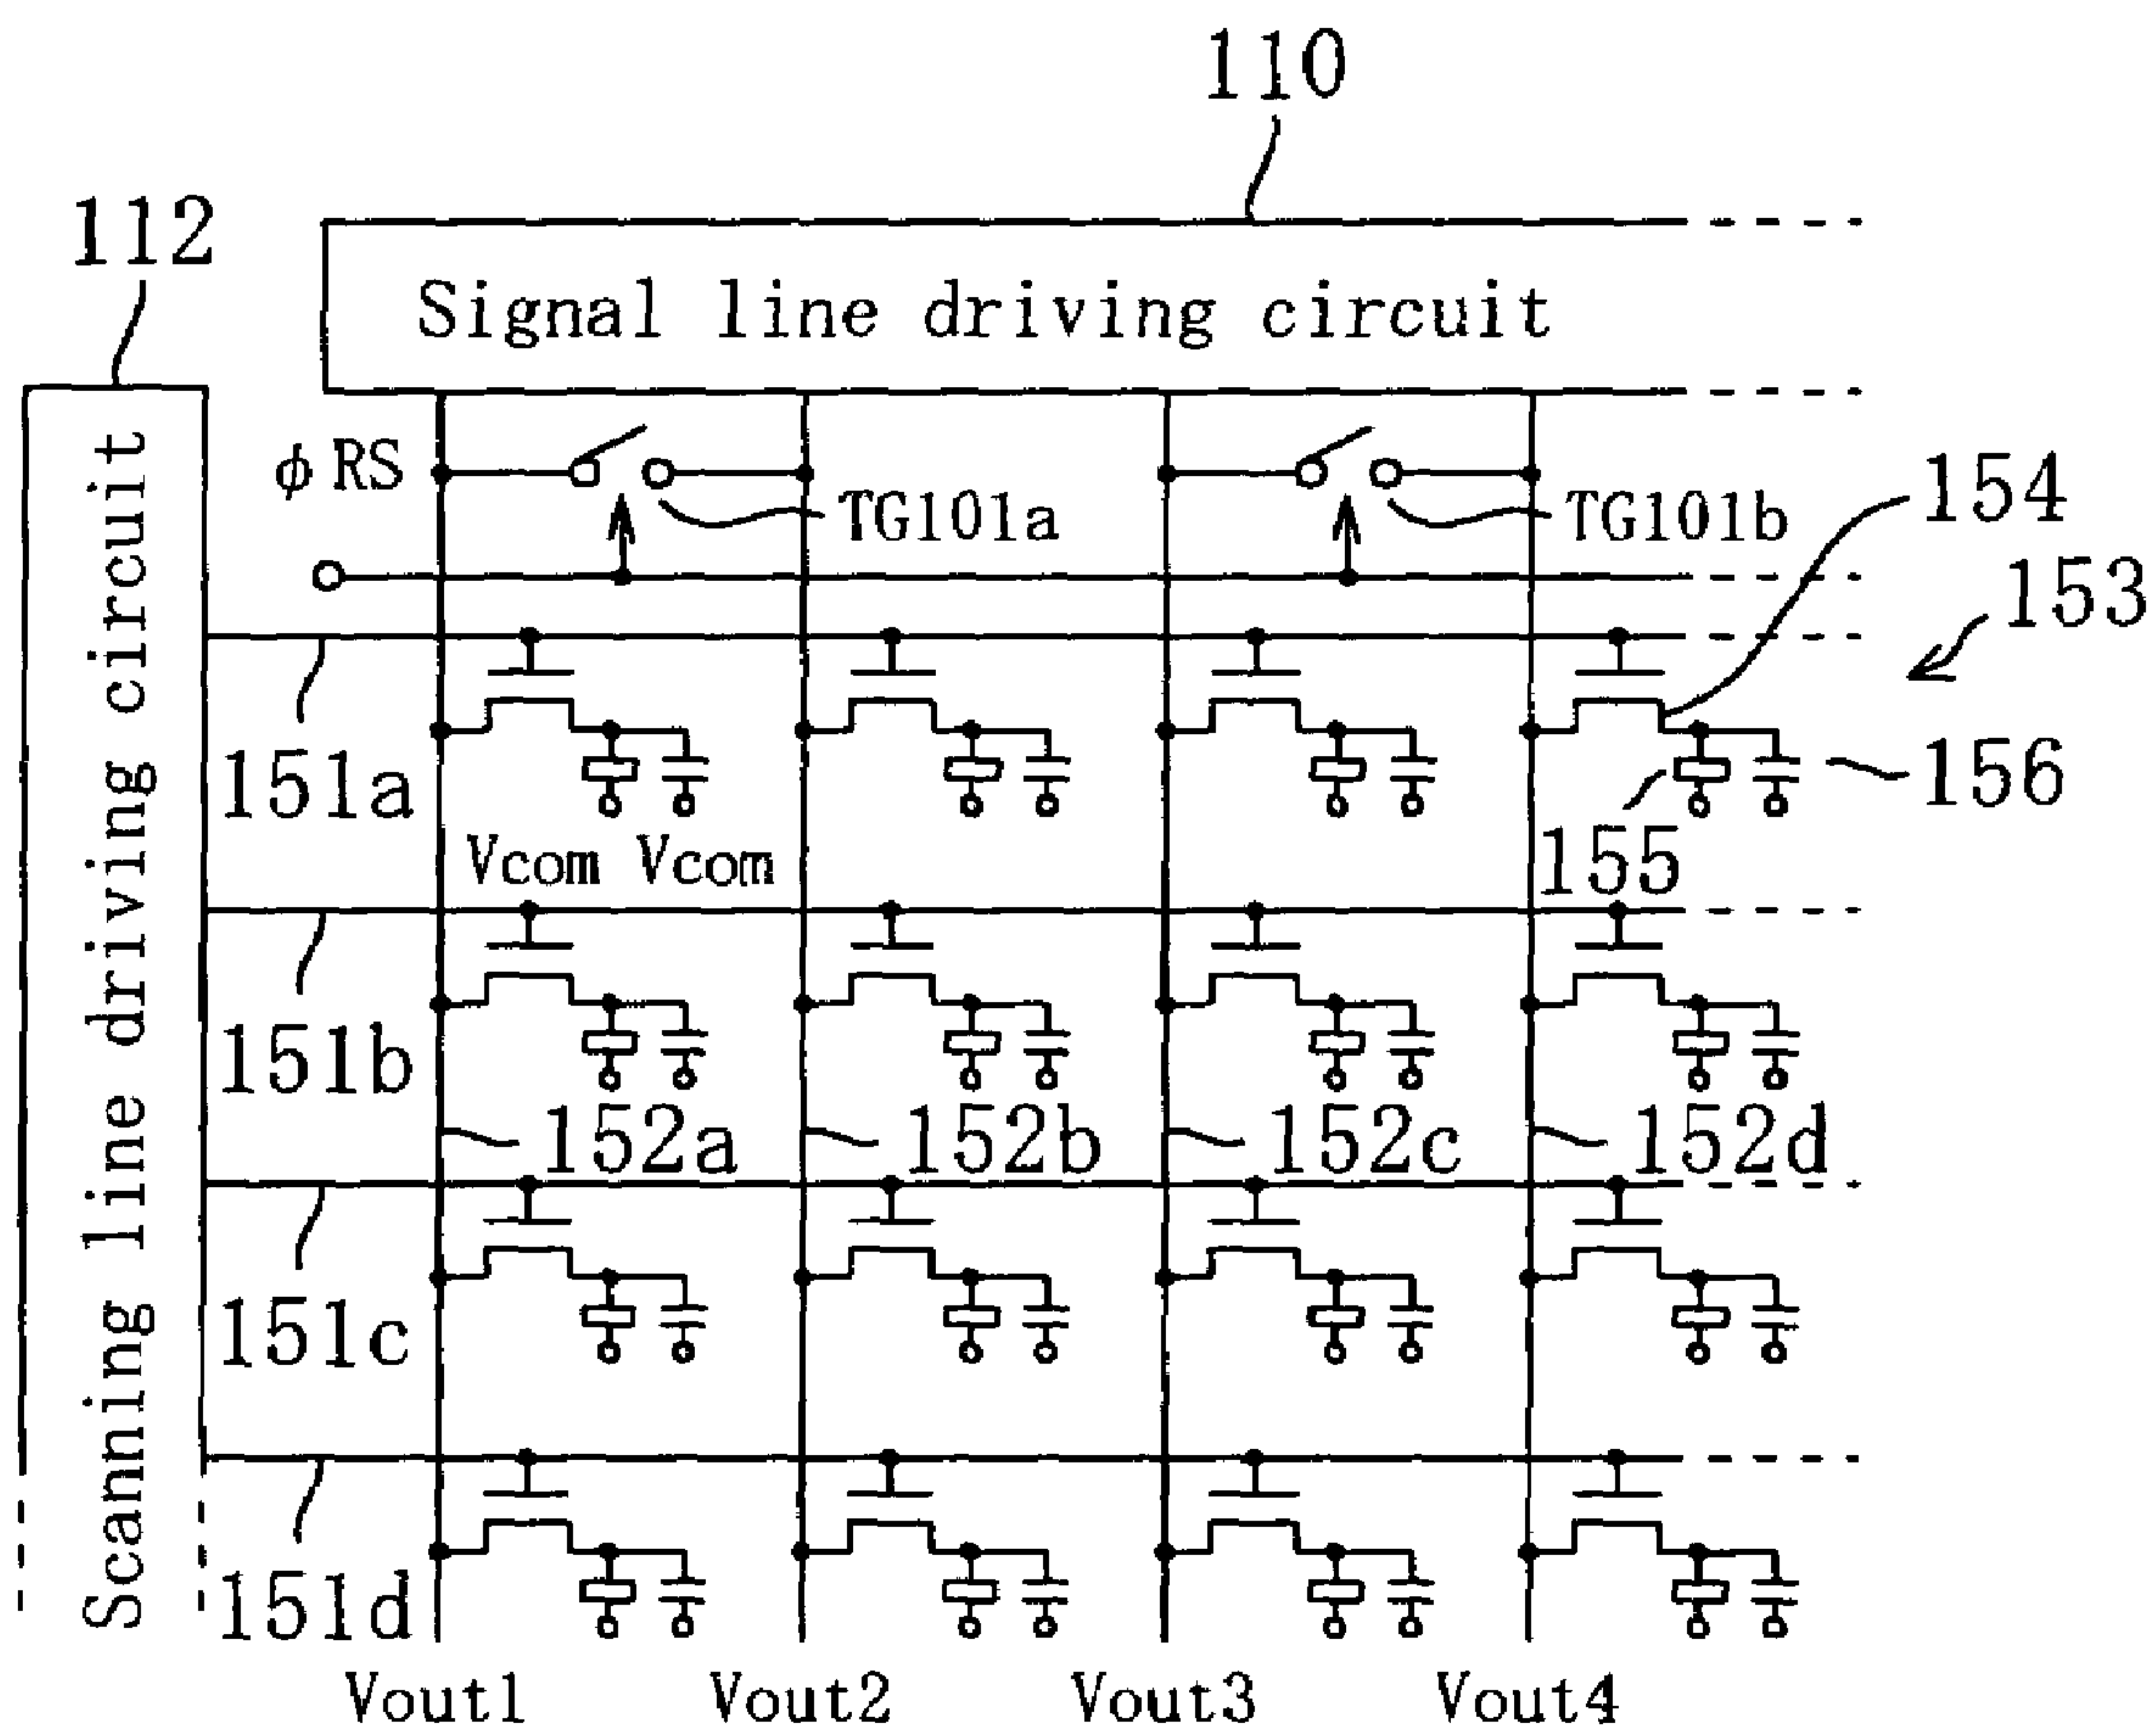 110
112
Signal line driving circuit
Scanning line driving circuit
φRS
TG101a
TG101b
154
153
151a
156
155
Vcom Vcom
151b
152a
152b
152c
152d
151c
151d
Vout1
Vout2
Vout3
Vout4